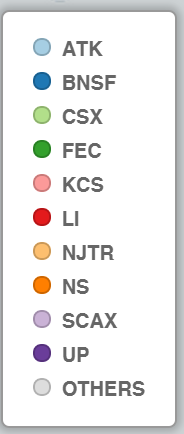 ATK
BNSF
CSX
FEC
KCS
LI
NJTR
NS
SCAX
UP
OTHERS